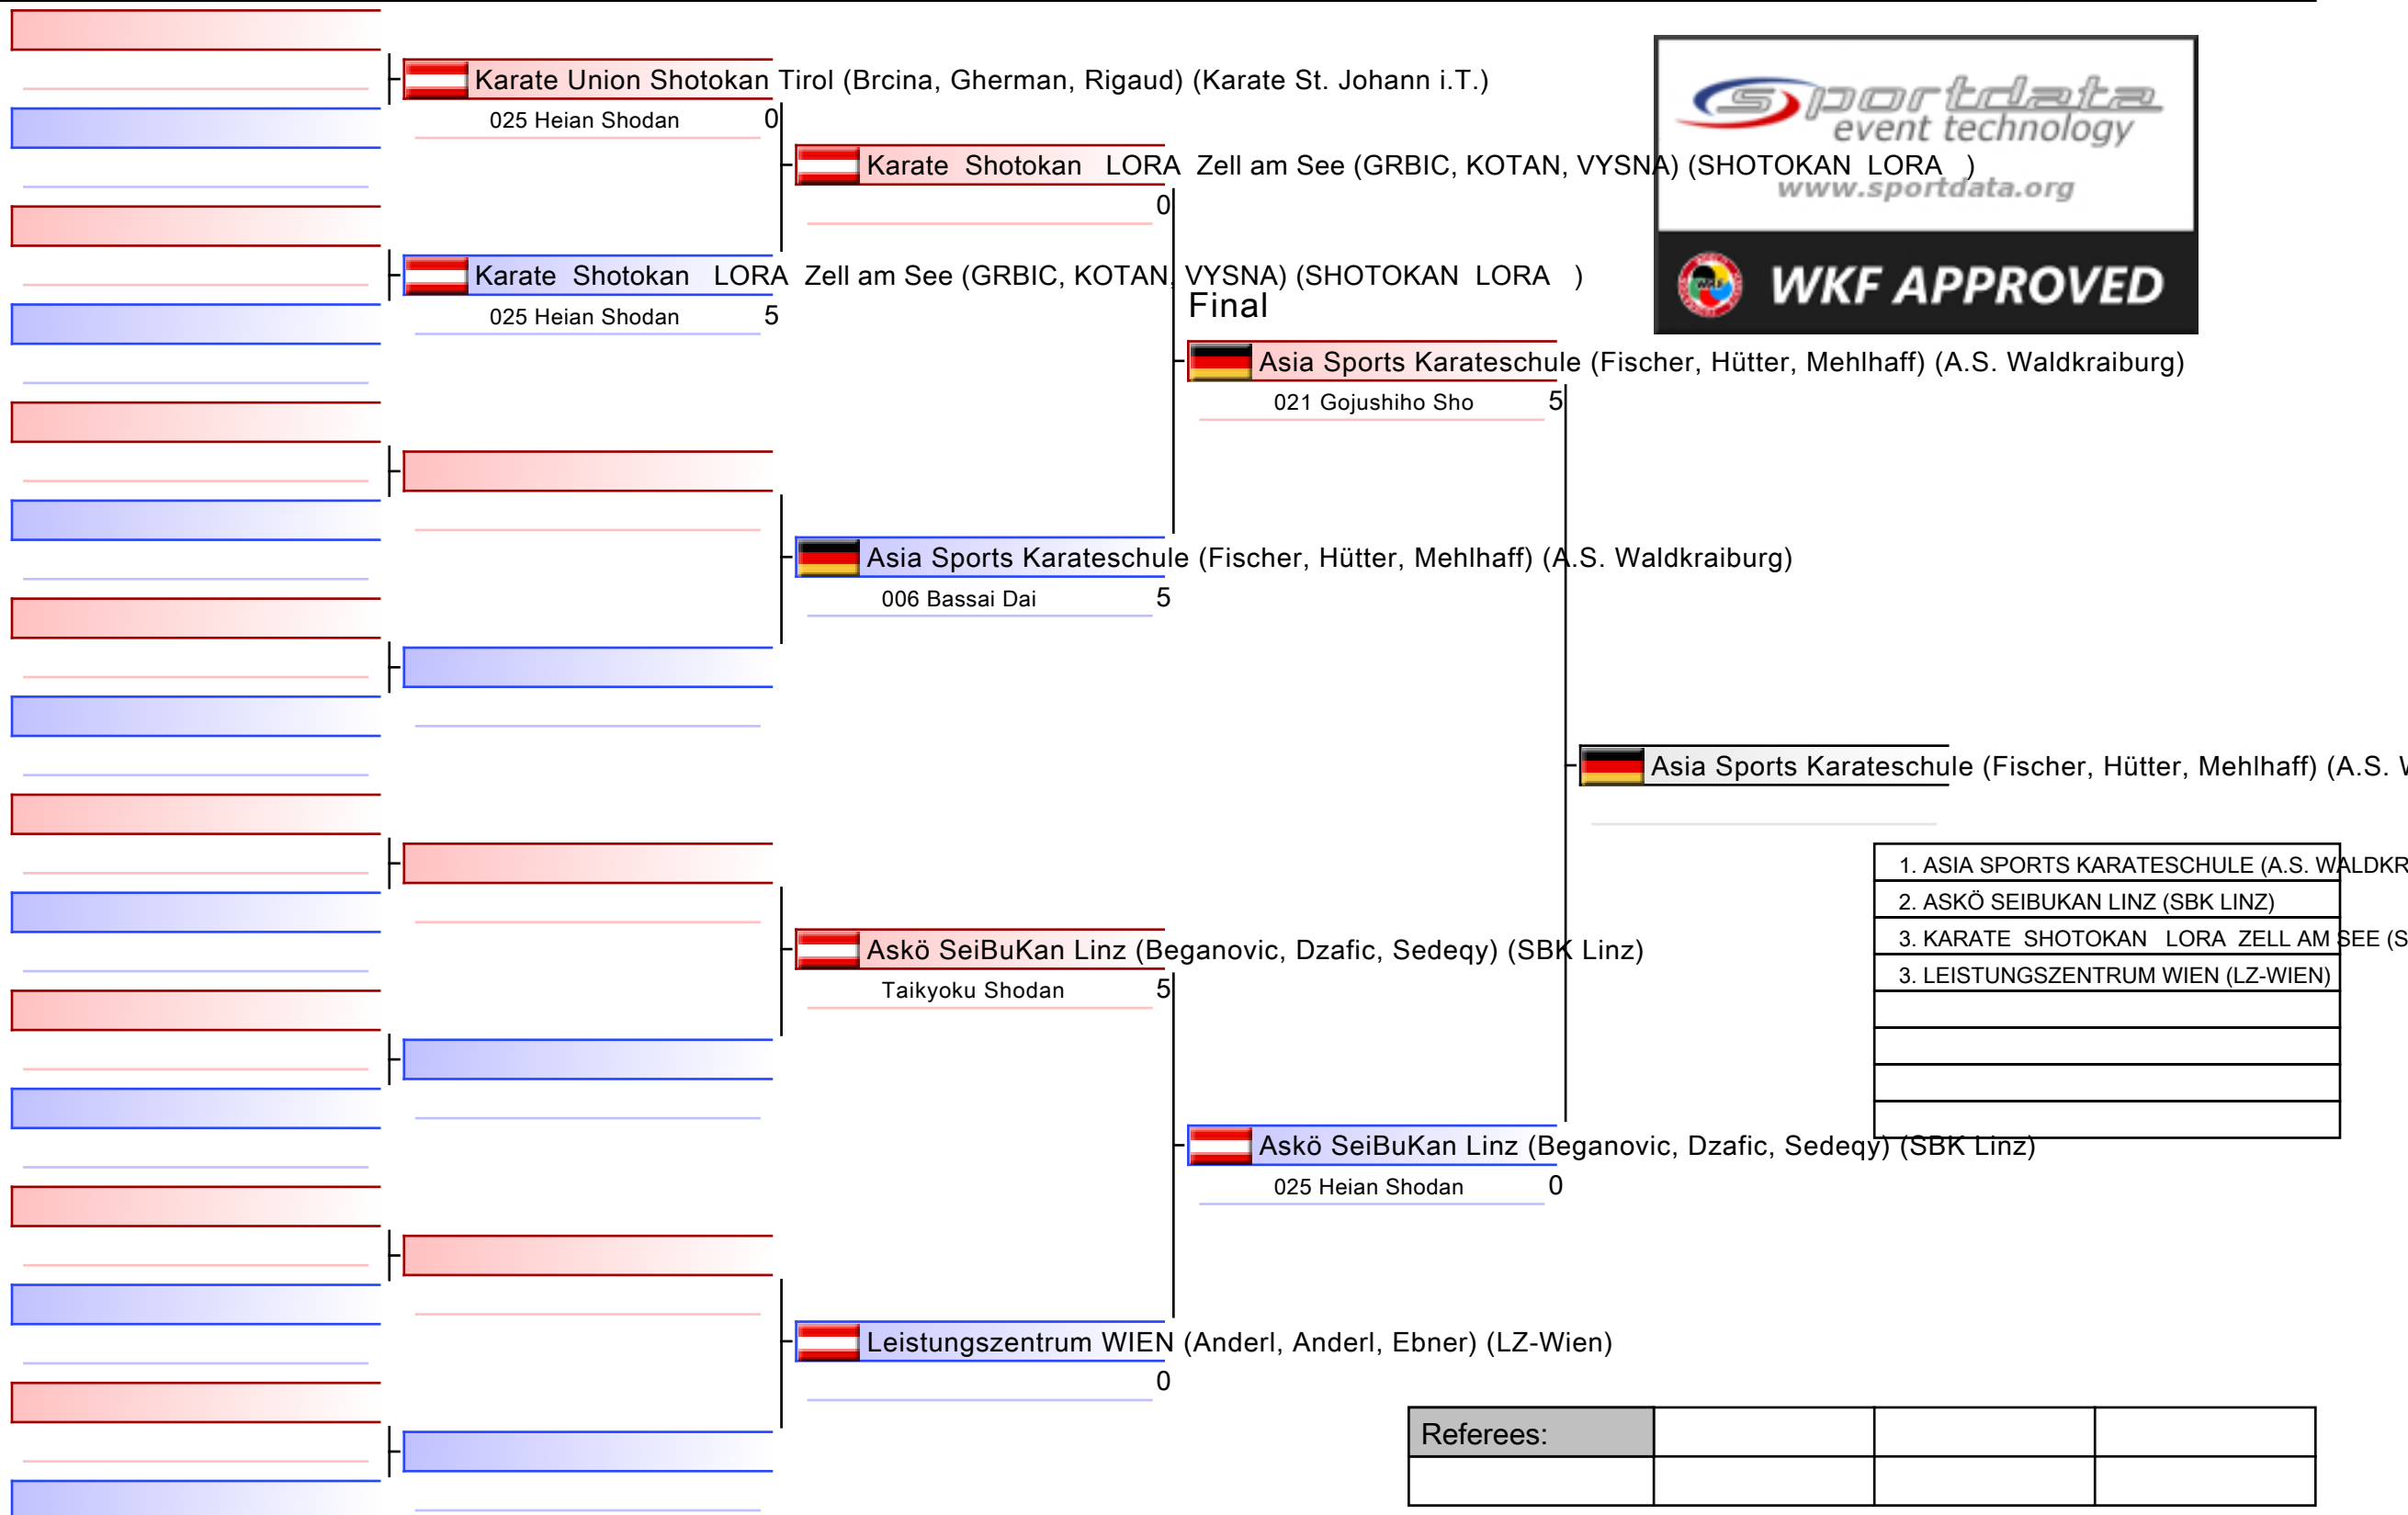 Karate Union Shotokan Tirol (Brcina, Gherman, Rigaud) (Karate St. Johann i.T.)
025 Heian Shodan 0
Karate Shotokan LORA Zell am See (GRBIC, KOTAN, VYSNA) (SHOTOKAN LORA )
0
Karate Shotokan LORA Zell am See (GRBIC, KOTAN, VYSNA) (SHOTOKAN LORA )
025 Heian Shodan 5
sportdata
event technology
www.sportdata.org
WKF APPROVED
Final
Asia Sports Karateschule (Fischer, Hütter, Mehlhaff) (A.S. Waldkraiburg)
021 Gojushiho Sho 5
Asia Sports Karateschule (Fischer, Hütter, Mehlhaff) (A.S. Waldkraiburg)
006 Bassai Dai 5
Asia Sports Karateschule (Fischer, Hütter, Mehlhaff) (A.S. W
1. ASIA SPORTS KARATESCHULE (A.S. WALDKR
2. ASKÖ SEIBUKAN LINZ (SBK LINZ)
3. KARATE SHOTOKAN LORA ZELL AM SEE (S
3. LEISTUNGSZENTRUM WIEN (LZ-WIEN)
Askö SeiBuKan Linz (Beganovic, Dzafic, Sedeqy) (SBK Linz)
Taikyoku Shodan 5
Askö SeiBuKan Linz (Beganovic, Dzafic, Sedeqy) (SBK Linz)
025 Heian Shodan 0
Leistungszentrum WIEN (Anderl, Anderl, Ebner) (LZ-Wien)
0
Referees: